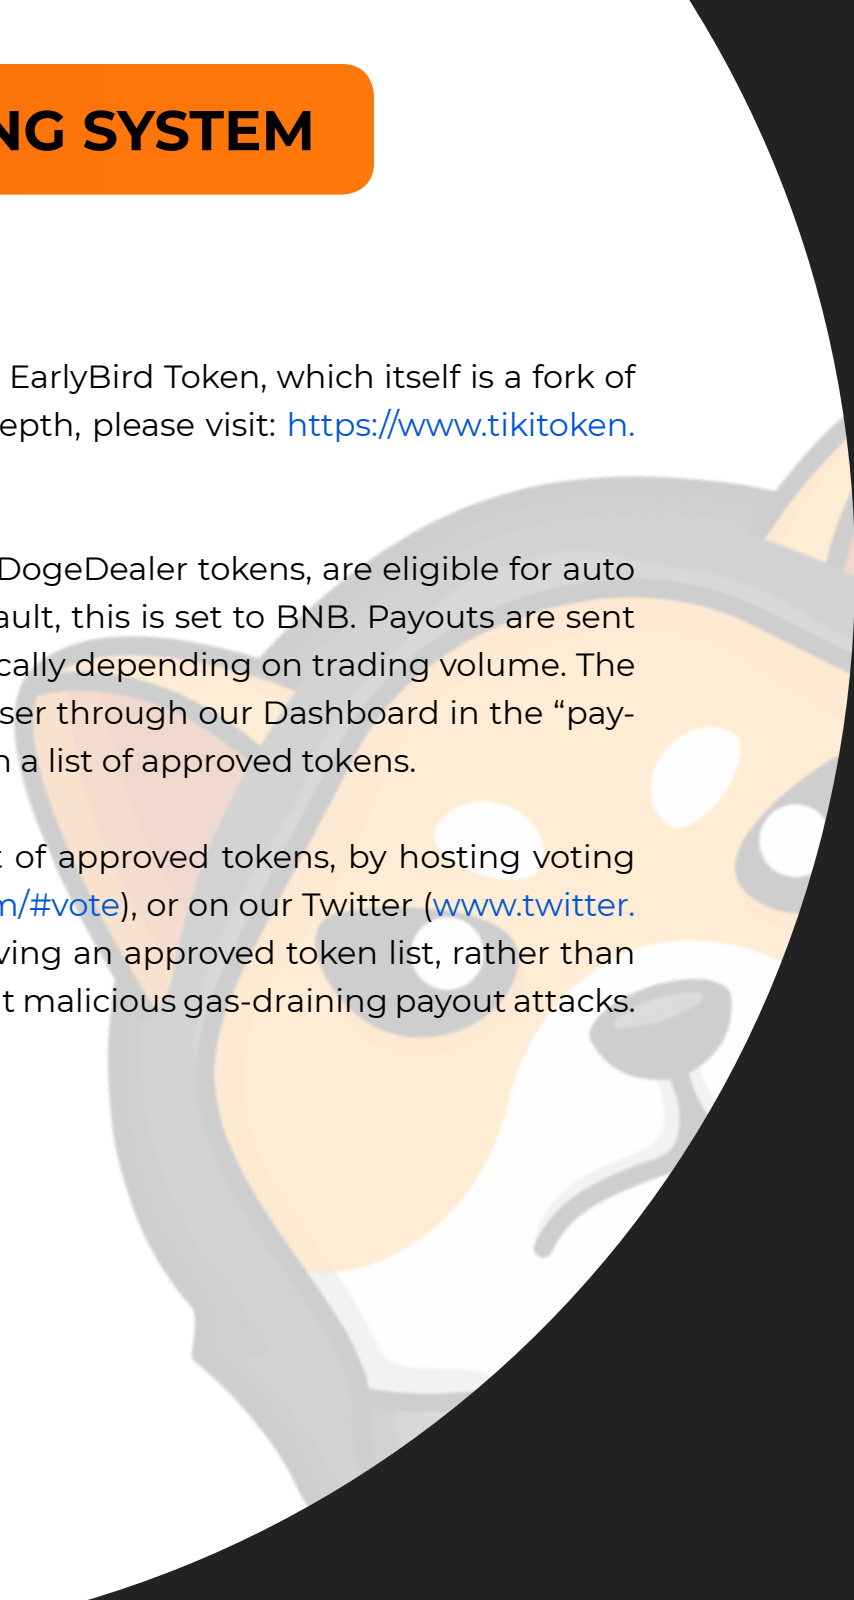 NG SYSTEM
EarlyBird Token, which itself is a fork of
epth, please visit: https://www.tikitoken.
DogeDealer tokens, are eligible for auto
ault, this is set to BNB. Payouts are sent
cally depending on trading volume. The
ser through our Dashboard in the “pay-
a list of approved tokens.
of approved tokens, by hosting voting
m/#vote), or on our Twitter (www.twitter.
ving an approved token list, rather than
t malicious gas-draining payout attacks.